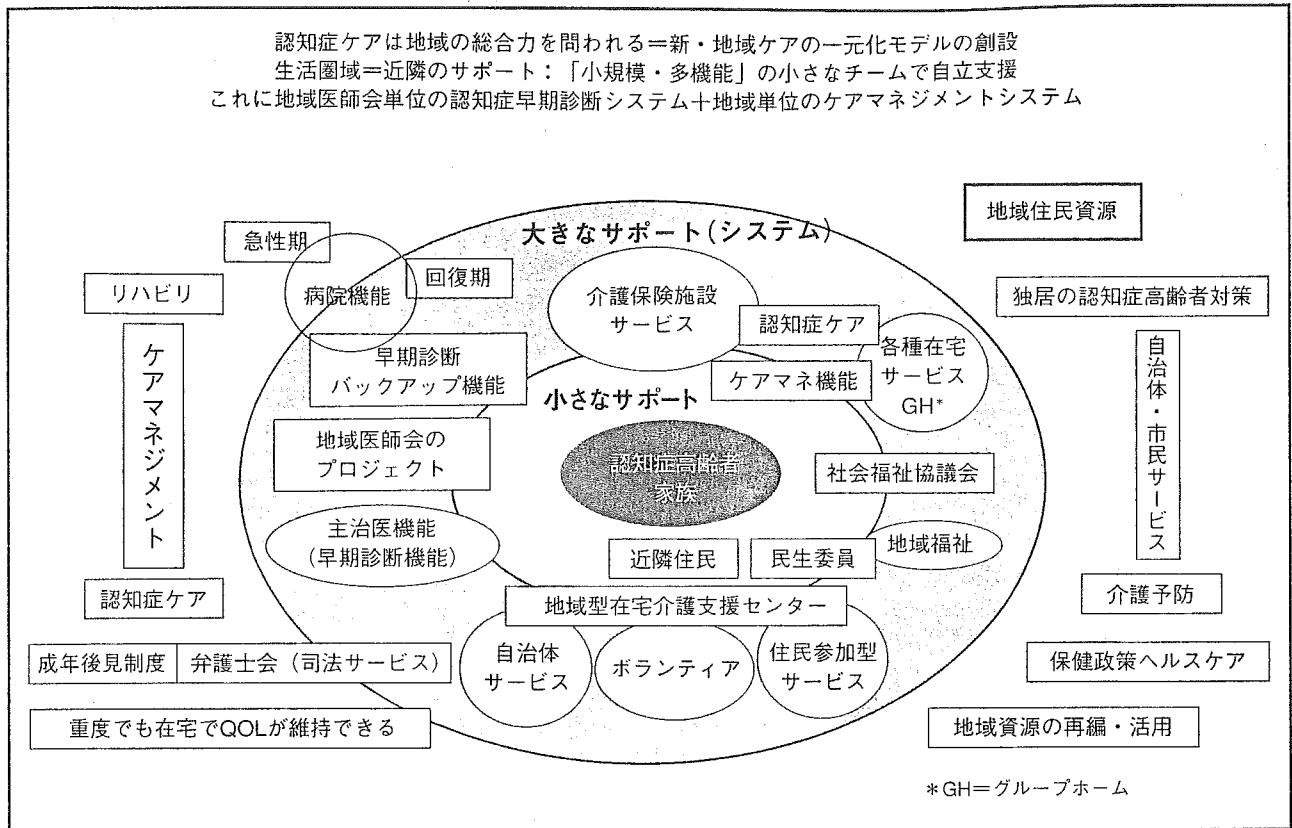 認知症ケアは地域の総合力を問われる＝新・地域ケアの一元化モデルの創設
生活圏域＝近隣のサポート：「小規模・多機能」の小さなチームで自立支援
これに地域医師会単位の認知症早期診断システム＋地域単位のケアマネジメントシステム
地域住民資源
大きなサポート（システム）
急性期
病院機能
回復期
リハビリ
介護保険施設
サービス
独居の認知症高齢者対策
認知症ケア
各種在宅
サービス
GH*
早期診断
バックアップ機能
ケアマネ機能
ケアマネジメント
自治体・市民サービス
小さなサポート
地域医師会の
プロジェクト
認知症高齢者
家族
社会福祉協議会
主治医機能
（早期診断機能）
近隣住民
民生委員
地域福祉
認知症ケア
地域型在宅介護支援センター
介護予防
成年後見制度
弁護士会（司法サービス）
自治体
サービス
ボランティア
住民参加型
サービス
保健政策ヘルスケア
重度でも在宅でQOLが維持できる
地域資源の再編・活用
*GH＝グループホーム